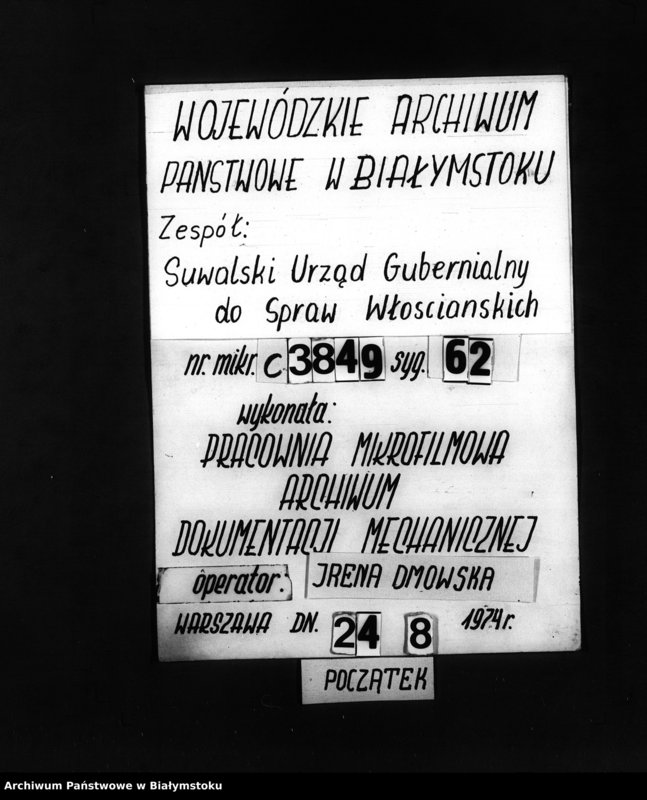 WOJEWÓDZKIE ARCHIWUM
PANSTWOWE W BIAŁYMSTOKU
Zespół:
Suwalski Urząd Gubernialny
do Spraw Włoscianskich
nr. mikr. C 3849 syg. 62
wykonała:
PRACOWNIA MIKROFILMOWA
ARCHIWUM
DOKUMENTACJI MECHANICZNEJ
operator. IRENA DMOWSKA
WARSZAWA DN. 24 8 1974 r.
POCZĄTEK
Archiwum Państwowe w Białymstoku